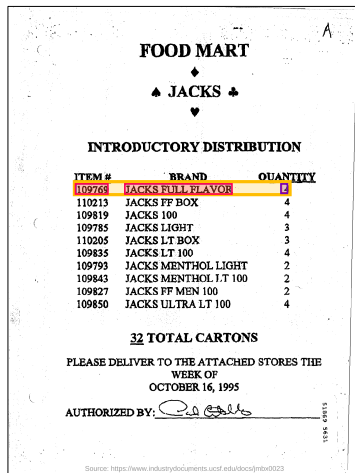 A
FOOD MART
♦
♠ JACKS ♣
♥
INTRODUCTORY DISTRIBUTION
ITEM # BRAND QUANTITY
109769 JACKS FULL FLAVOR
110213 JACKS FF BOX 4
109819 JACKS 100 4
109785 JACKS LIGHT 3
110205 JACKS LT BOX 3
109835 JACKS LT 100 4
109793 JACKS MENTHOL LIGHT 2
109843 JACKS MENTHOL LT 100 2
109827 JACKS FF MEN 100 2
109850 JACKS ULTRA LT 100 4
32 TOTAL CARTONS
PLEASE DELIVER TO THE ATTACHED STORES THE
WEEK OF
OCTOBER 16, 1995
AUTHORIZED BY:
51869 5631
Source: https://www.industrydocuments.ucsf.edu/docs/jmbx0023